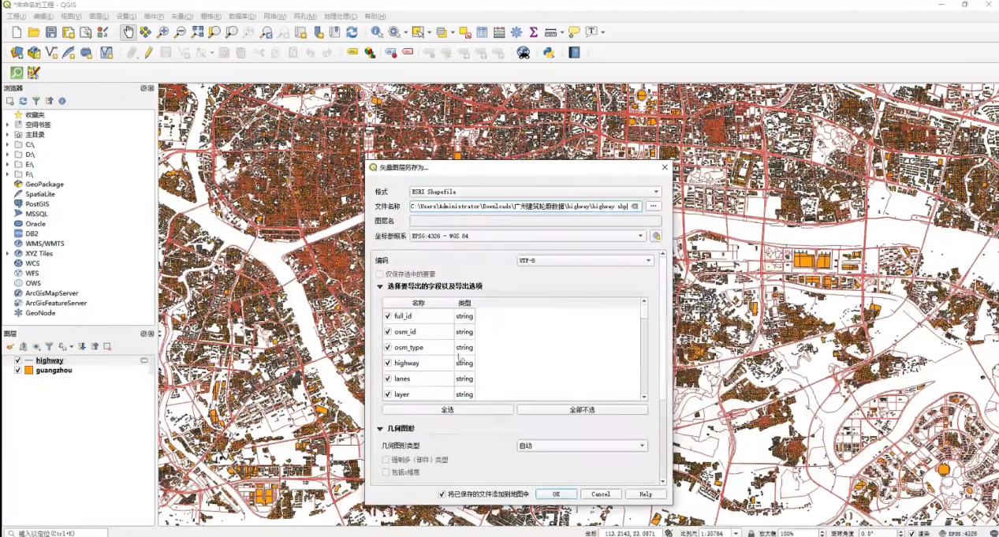 *未命名的工程 - QGIS
工程(J) 编辑(E) 视图(V) 图层(L) 设置(S) 插件(P) 矢量(O) 栅格(R) 数据库(D) 网络(W) 网孔(M) 地理处理(C) 帮助(H)
浏览器
收藏夹
空间书签
主目录
C:\
D:\
E:\
F:\
GeoPackage
SpatiaLite
PostGIS
MSSQL
Oracle
DB2
WMS/WMTS
XYZ Tiles
WCS
WFS
OWS
ArcGisMapServer
ArcGisFeatureServer
GeoNode
图层
highway
guangzhou
矢量图层另存为...
格式 ESRI Shapefile
文件名称 C:\Users\Administrator\Downloads\广州建筑轮廓数据\highway\highway.shp
图层名
坐标参照系 EPSG:4326 - WGS 84
编码 UTF-8
仅保存选中的要素
选择要导出的字段以及导出选项
名称 类型
full_id string
osm_id string
osm_type string
highway string
lanes string
layer string
全选 全部不选
几何图形
几何图形类型 自动
强制多（部件）类型
包括z维度
将已保存的文件添加到地图中 OK Cancel Help
输入以定位(Ctrl+K) 坐标 113.2143,23.0871 比例尺 1:35764 放大镜 100% 旋转角度 0.0° 渲染 EPSG:4326